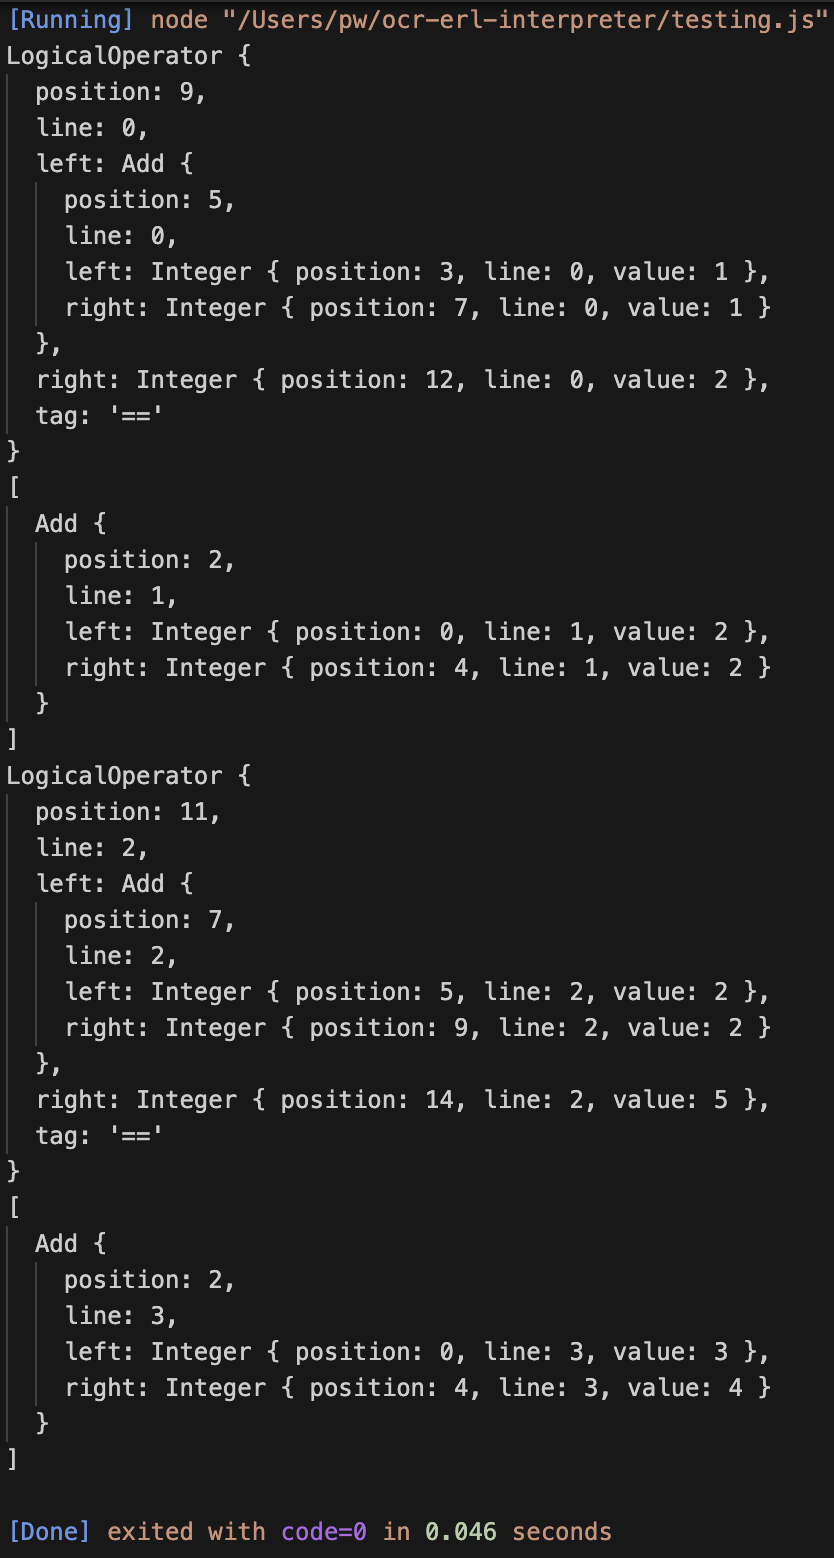 [Running] node "/Users/pw/ocr-erl-interpreter/testing.js"
LogicalOperator {
  position: 9,
  line: 0,
  left: Add {
    position: 5,
    line: 0,
    left: Integer { position: 3, line: 0, value: 1 },
    right: Integer { position: 7, line: 0, value: 1 }
  },
  right: Integer { position: 12, line: 0, value: 2 },
  tag: '=='
}
[
  Add {
    position: 2,
    line: 1,
    left: Integer { position: 0, line: 1, value: 2 },
    right: Integer { position: 4, line: 1, value: 2 }
  }
]
LogicalOperator {
  position: 11,
  line: 2,
  left: Add {
    position: 7,
    line: 2,
    left: Integer { position: 5, line: 2, value: 2 },
    right: Integer { position: 9, line: 2, value: 2 }
  },
  right: Integer { position: 14, line: 2, value: 5 },
  tag: '=='
}
[
  Add {
    position: 2,
    line: 3,
    left: Integer { position: 0, line: 3, value: 3 },
    right: Integer { position: 4, line: 3, value: 4 }
  }
]
[Done] exited with code=0 in 0.046 seconds